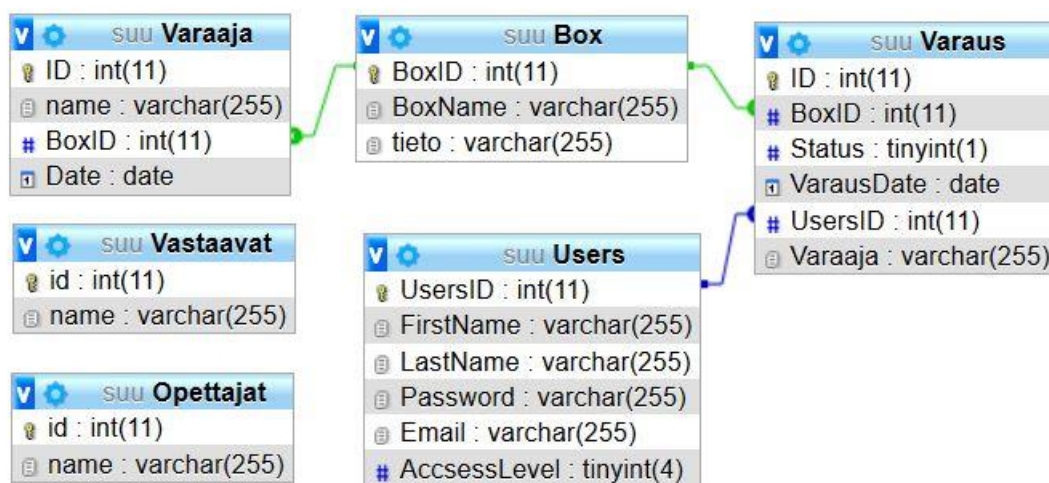 suu Varaaja
ID : int(11)
name : varchar(255)
# BoxID : int(11)
Date : date
suu Box
BoxID : int(11)
BoxName : varchar(255)
tieto : varchar(255)
suu Varaus
ID : int(11)
# BoxID : int(11)
# Status : tinyint(1)
VarausDate : date
# UsersID : int(11)
Varaaja : varchar(255)
suu Vastaavat
id : int(11)
name : varchar(255)
suu Users
UsersID : int(11)
FirstName : varchar(255)
LastName : varchar(255)
Password : varchar(255)
Email : varchar(255)
# AccsessLevel : tinyint(4)
suu Opettajat
id : int(11)
name : varchar(255)